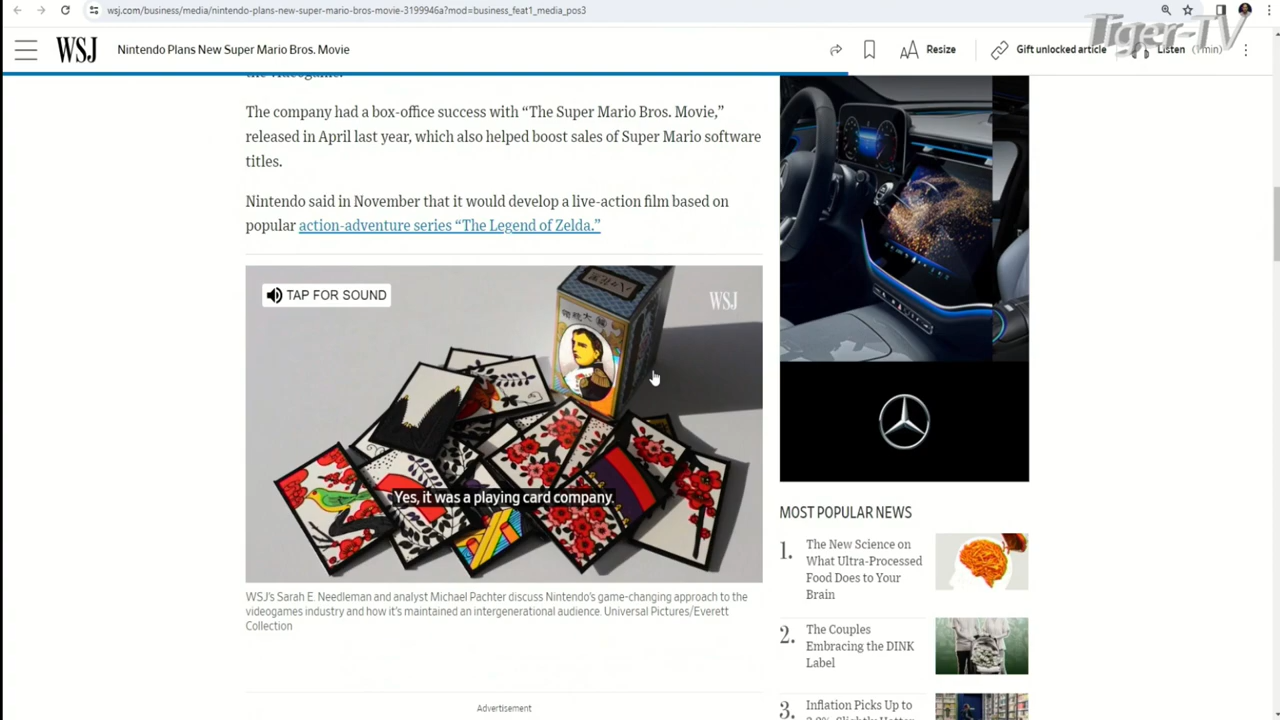 wsj.com/business/media/nintendo-plans-new-super-mario-bros-movie-3199946a?mod=business_feat1_media_pos3
Tiger-TV
WSJ
Nintendo Plans New Super Mario Bros. Movie
Resize
Gift unlocked article
Listen (1 min)
the videogame.
The company had a box-office success with “The Super Mario Bros. Movie,”
released in April last year, which also helped boost sales of Super Mario software
titles.
Nintendo said in November that it would develop a live-action film based on
popular action-adventure series “The Legend of Zelda.”
TAP FOR SOUND
WSJ
Yes, it was a playing card company.
WSJ's Sarah E. Needleman and analyst Michael Pachter discuss Nintendo's game-changing approach to the
videogames industry and how it's maintained an intergenerational audience. Universal Pictures/Everett
Collection
Advertisement
MOST POPULAR NEWS
1.
The New Science on
What Ultra-Processed
Food Does to Your
Brain
2.
The Couples
Embracing the DINK
Label
3.
Inflation Picks Up to